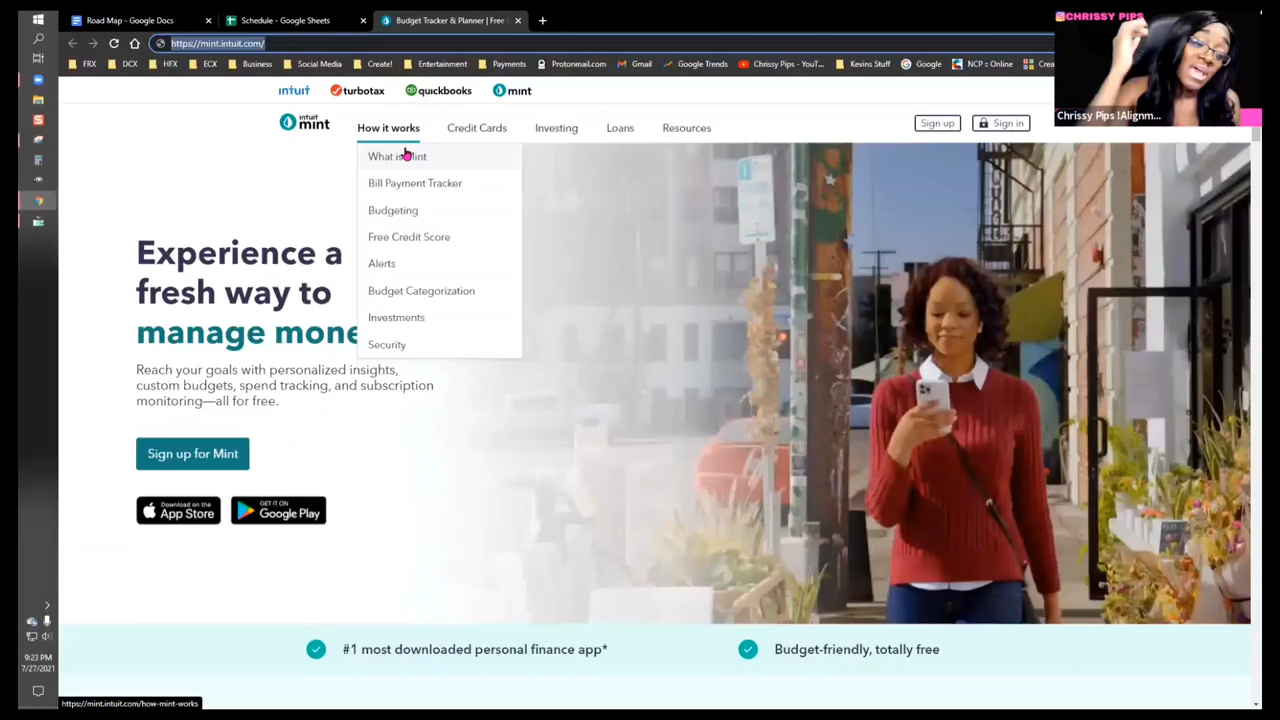 Road Map - Google Docs
Schedule - Google Sheets
Budget Tracker & Planner | Free
CHRISSY PIPS
https://mint.intuit.com/
FRX
DCX
HFX
ECX
Business
Social Media
Create!
Entertainment
Payments
Protonmail.com
Gmail
Google Trends
Chrissy Pips - YouT...
Kevins Stuff
Google
NCP :: Online
Crea
Chrissy Pips !Alignm...
intuit
turbotax
quickbooks
mint
intuit
mint
How it works
Credit Cards
Investing
Loans
Resources
Sign up
Sign in
What is Mint
Bill Payment Tracker
Budgeting
Free Credit Score
Alerts
Budget Categorization
Investments
Security
Experience a
fresh way to
manage mone
Reach your goals with personalized insights,
custom budgets, spend tracking, and subscription
monitoring—all for free.
Sign up for Mint
Download on the
App Store
GET IT ON
Google Play
#1 most downloaded personal finance app*
Budget-friendly, totally free
9:23 PM
7/27/2021
https://mint.intuit.com/how-mint-works